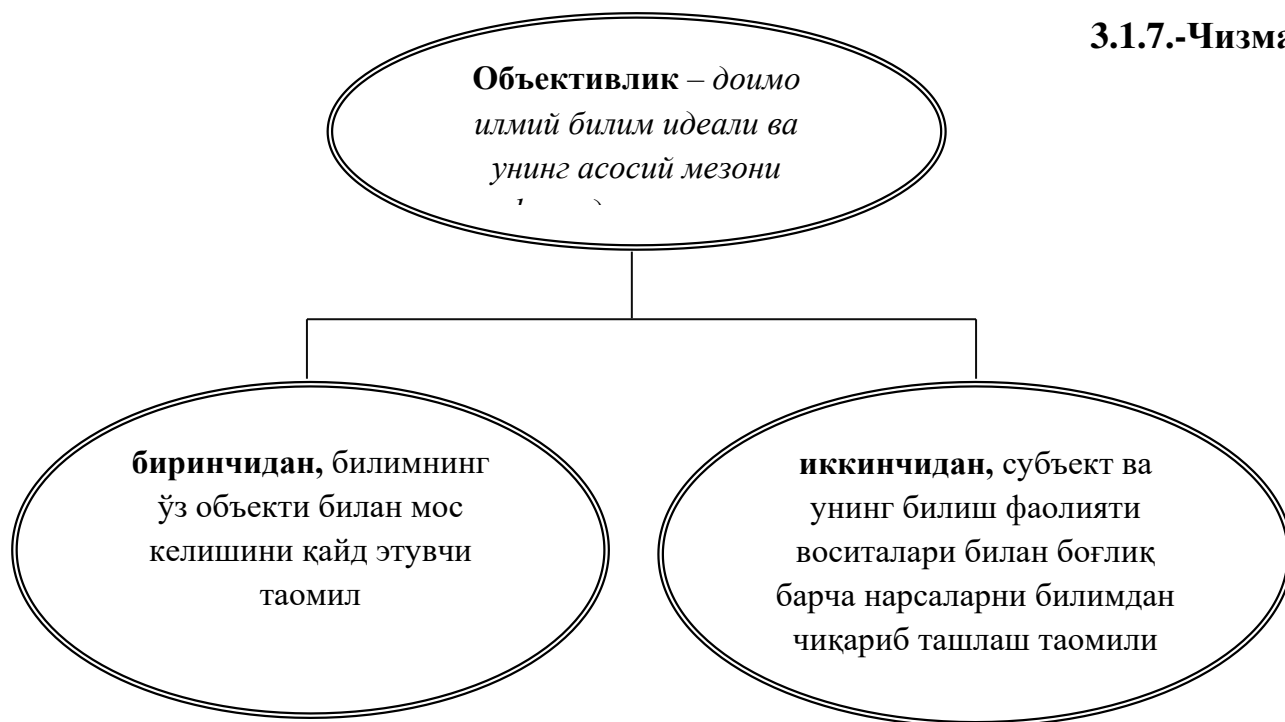 3.1.7.-Чизма
Объективлик – доимо
илмий билим идеали ва
унинг асосий мезони
биринчидан, билимнинг
ўз объекти билан мос
келишини қайд этувчи
таомил
иккинчидан, субъект ва
унинг билиш фаолияти
воситалари билан боғлиқ
барча нарсаларни билимдан
чиқариб ташлаш таомили